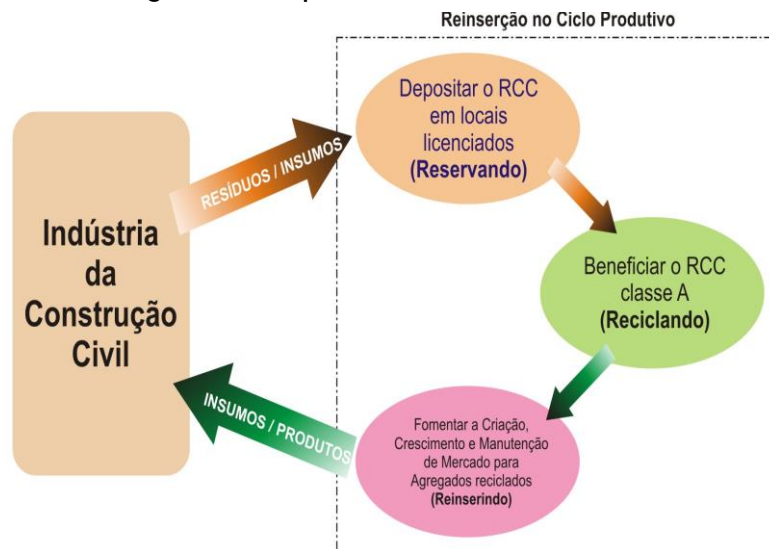 Reinserção no Ciclo Produtivo
Depositar o RCC
em locais
licenciados
(Reservando)
RESÍDUOS / INSUMOS
Indústria
da
Construção
Civil
Beneficiar o RCC
classe A
(Reciclando)
INSUMOS / PRODUTOS
Fomentar a Criação,
Crescimento e Manutenção
de Mercado para
Agregados reciclados
(Reinserindo)